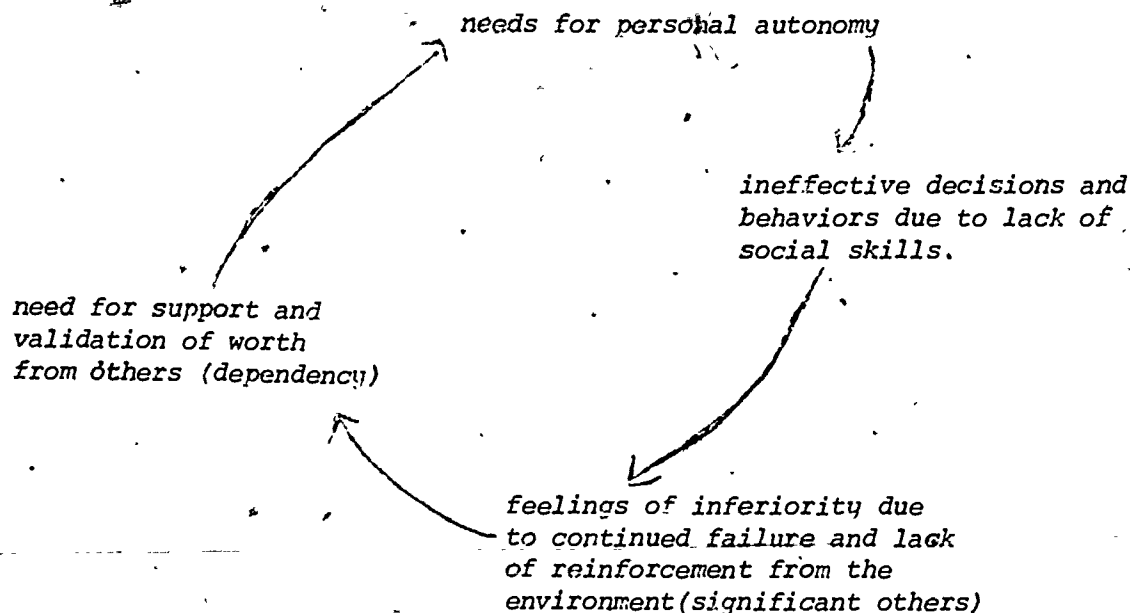 needs for personal autonomy
ineffective decisions and
behaviors due to lack of
social skills.
need for support and
validation of worth
from others (dependency)
feelings of inferiority due
to continued failure and lack
of reinforcement from the
environment(significant others)